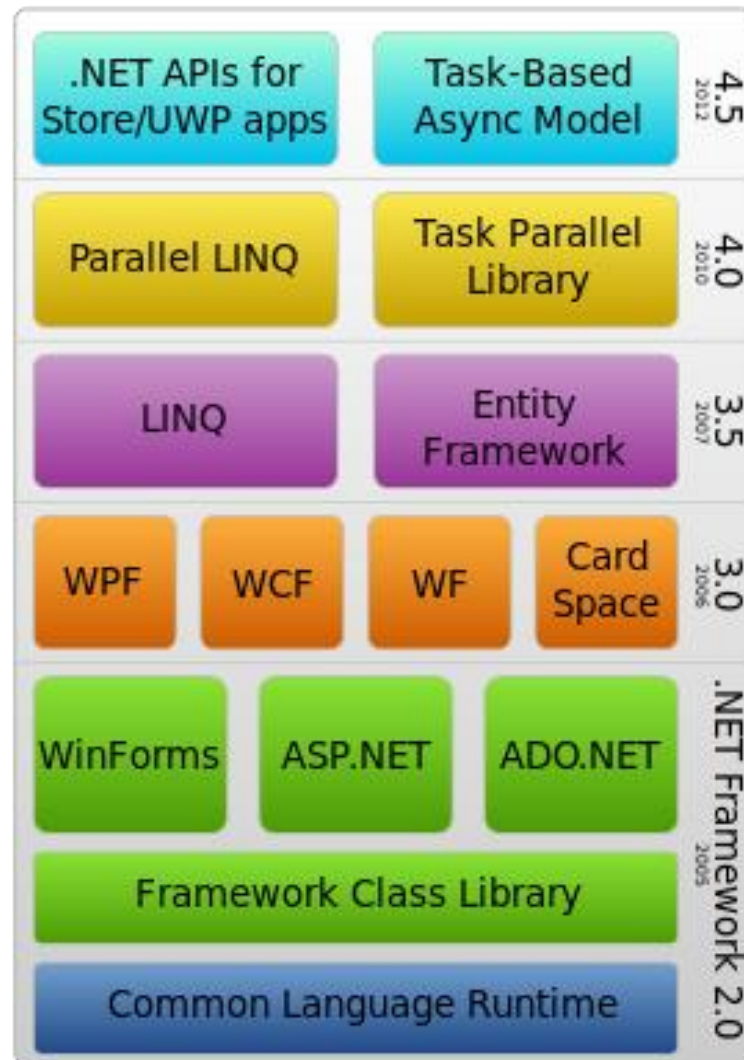 .NET APIs for
Store/UWP apps
Task-Based
Async Model
4.5
2012
Parallel LINQ
Task Parallel
Library
4.0
2010
LINQ
Entity
Framework
3.5
2007
WPF
WCF
WF
Card
Space
3.0
2006
WinForms
ASP.NET
ADO.NET
Framework Class Library
Common Language Runtime
.NET Framework 2.0
2005